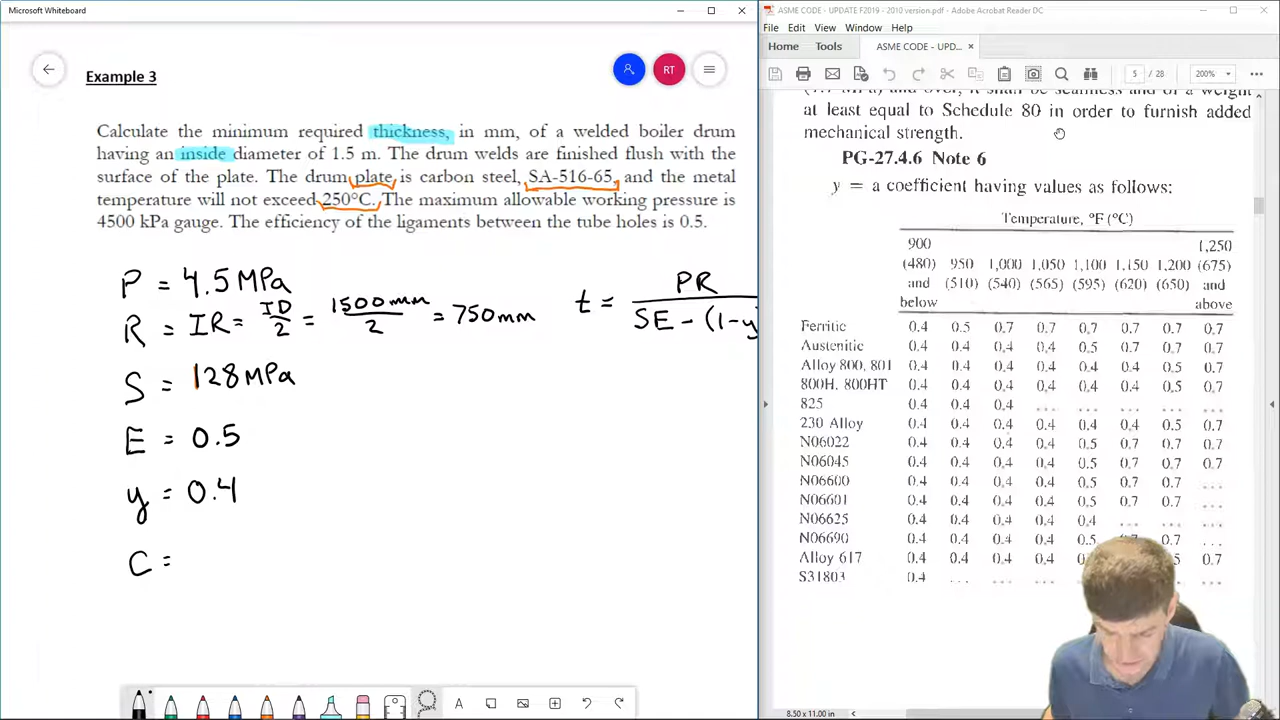 Microsoft Whiteboard
Example 3
RT
Calculate the minimum required thickness, in mm, of a welded boiler drum
having an inside diameter of 1.5 m. The drum welds are finished flush with the
surface of the plate. The drum plate is carbon steel, SA-516-65, and the metal
temperature will not exceed 250°C. The maximum allowable working pressure is
4500 kPa gauge. The efficiency of the ligaments between the tube holes is 0.5.
P = 4.5 MPa
R = IR = ID/2 = 1500mm/2 = 750mm
t = PR / SE - (1-y)
S = 128 MPa
E = 0.5
y = 0.4
C =
A
ASME CODE - UPDATE F2019 - 2010 version.pdf - Adobe Acrobat Reader DC
File Edit View Window Help
Home Tools ASME CODE - UPD... ×
5 / 28 200%
at least equal to Schedule 80 in order to furnish added
mechanical strength.
PG-27.4.6 Note 6
y = a coefficient having values as follows:
Temperature, °F (°C)
900 1,250
(480) 950 1,000 1,050 1,100 1,150 1,200 (675)
and (510) (540) (565) (595) (620) (650) and
below above
Ferritic 0.4 0.5 0.7 0.7 0.7 0.7 0.7 0.7
Austenitic 0.4 0.4 0.4 0.4 0.5 0.7 0.7 0.7
Alloy 800, 801 0.4 0.4 0.4 0.4 0.4 0.4 0.5 0.7
800H, 800HT 0.4 0.4 0.4 0.4 0.4 0.4 0.5 0.7
825 0.4 0.4 0.4 ... ... ... ... ...
230 Alloy 0.4 0.4 0.4 0.4 0.4 0.4 0.5 0.7
N06022 0.4 0.4 0.4 0.4 0.5 0.7 0.7 0.7
N06045 0.4 0.4 0.4 0.4 0.5 0.7 0.7 0.7
N06600 0.4 0.4 0.4 0.4 0.5 0.7 0.7 ...
N06601 0.4 0.4 0.4 0.4 0.5 0.7 0.7 ...
N06625 0.4 0.4 0.4 0.4 0.4 ... ... ...
N06690 0.4 0.4 0.4 0.4 0.5 0.7 ...
Alloy 617 0.4 0.4 0.4 0.4 0.7
S31803 0.4 ... ... ... ...
8.50 x 11.00 in